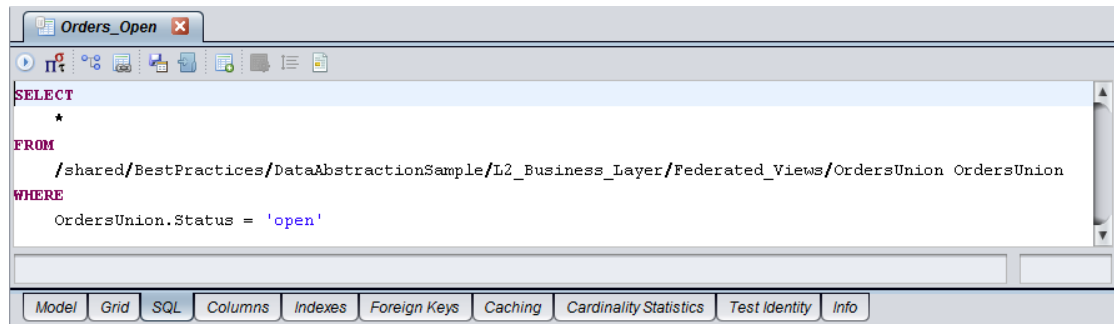 Orders_Open
SELECT
*
FROM
/shared/BestPractices/DataAbstractionSample/L2_Business_Layer/Federated_Views/OrdersUnion OrdersUnion
WHERE
OrdersUnion.Status = 'open'
Model Grid SQL Columns Indexes Foreign Keys Caching Cardinality Statistics Test Identity Info